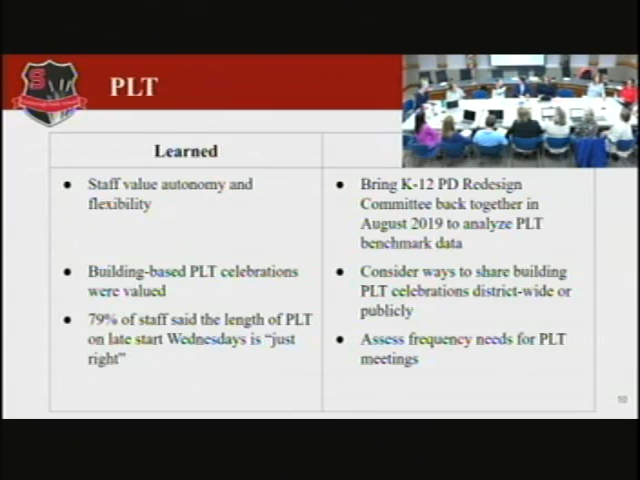 S
PLT
Learned
● Staff value autonomy and
flexibility
● Building-based PLT celebrations
were valued
● 79% of staff said the length of PLT
on late start Wednesdays is “just
right”
● Bring K-12 PD Redesign
Committee back together in
August 2019 to analyze PLT
benchmark data
● Consider ways to share building
PLT celebrations district-wide or
publicly
● Assess frequency needs for PLT
meetings
10